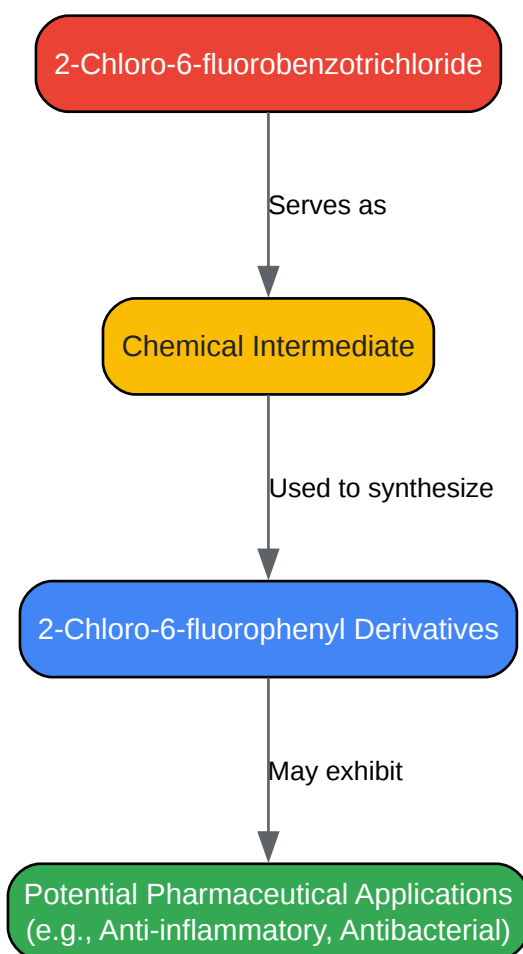 2-Chloro-6-fluorobenzotrichloride
Serves as
Chemical Intermediate
Used to synthesize
2-Chloro-6-fluorophenyl Derivatives
May exhibit
Potential Pharmaceutical Applications
(e.g., Anti-inflammatory, Antibacterial)